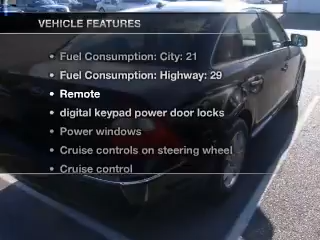 VEHICLE FEATURES
• Fuel Consumption: City: 21
• Fuel Consumption: Highway: 29
• Remote
• digital keypad power door locks
• Power windows
• Cruise controls on steering wheel
• Cruise control